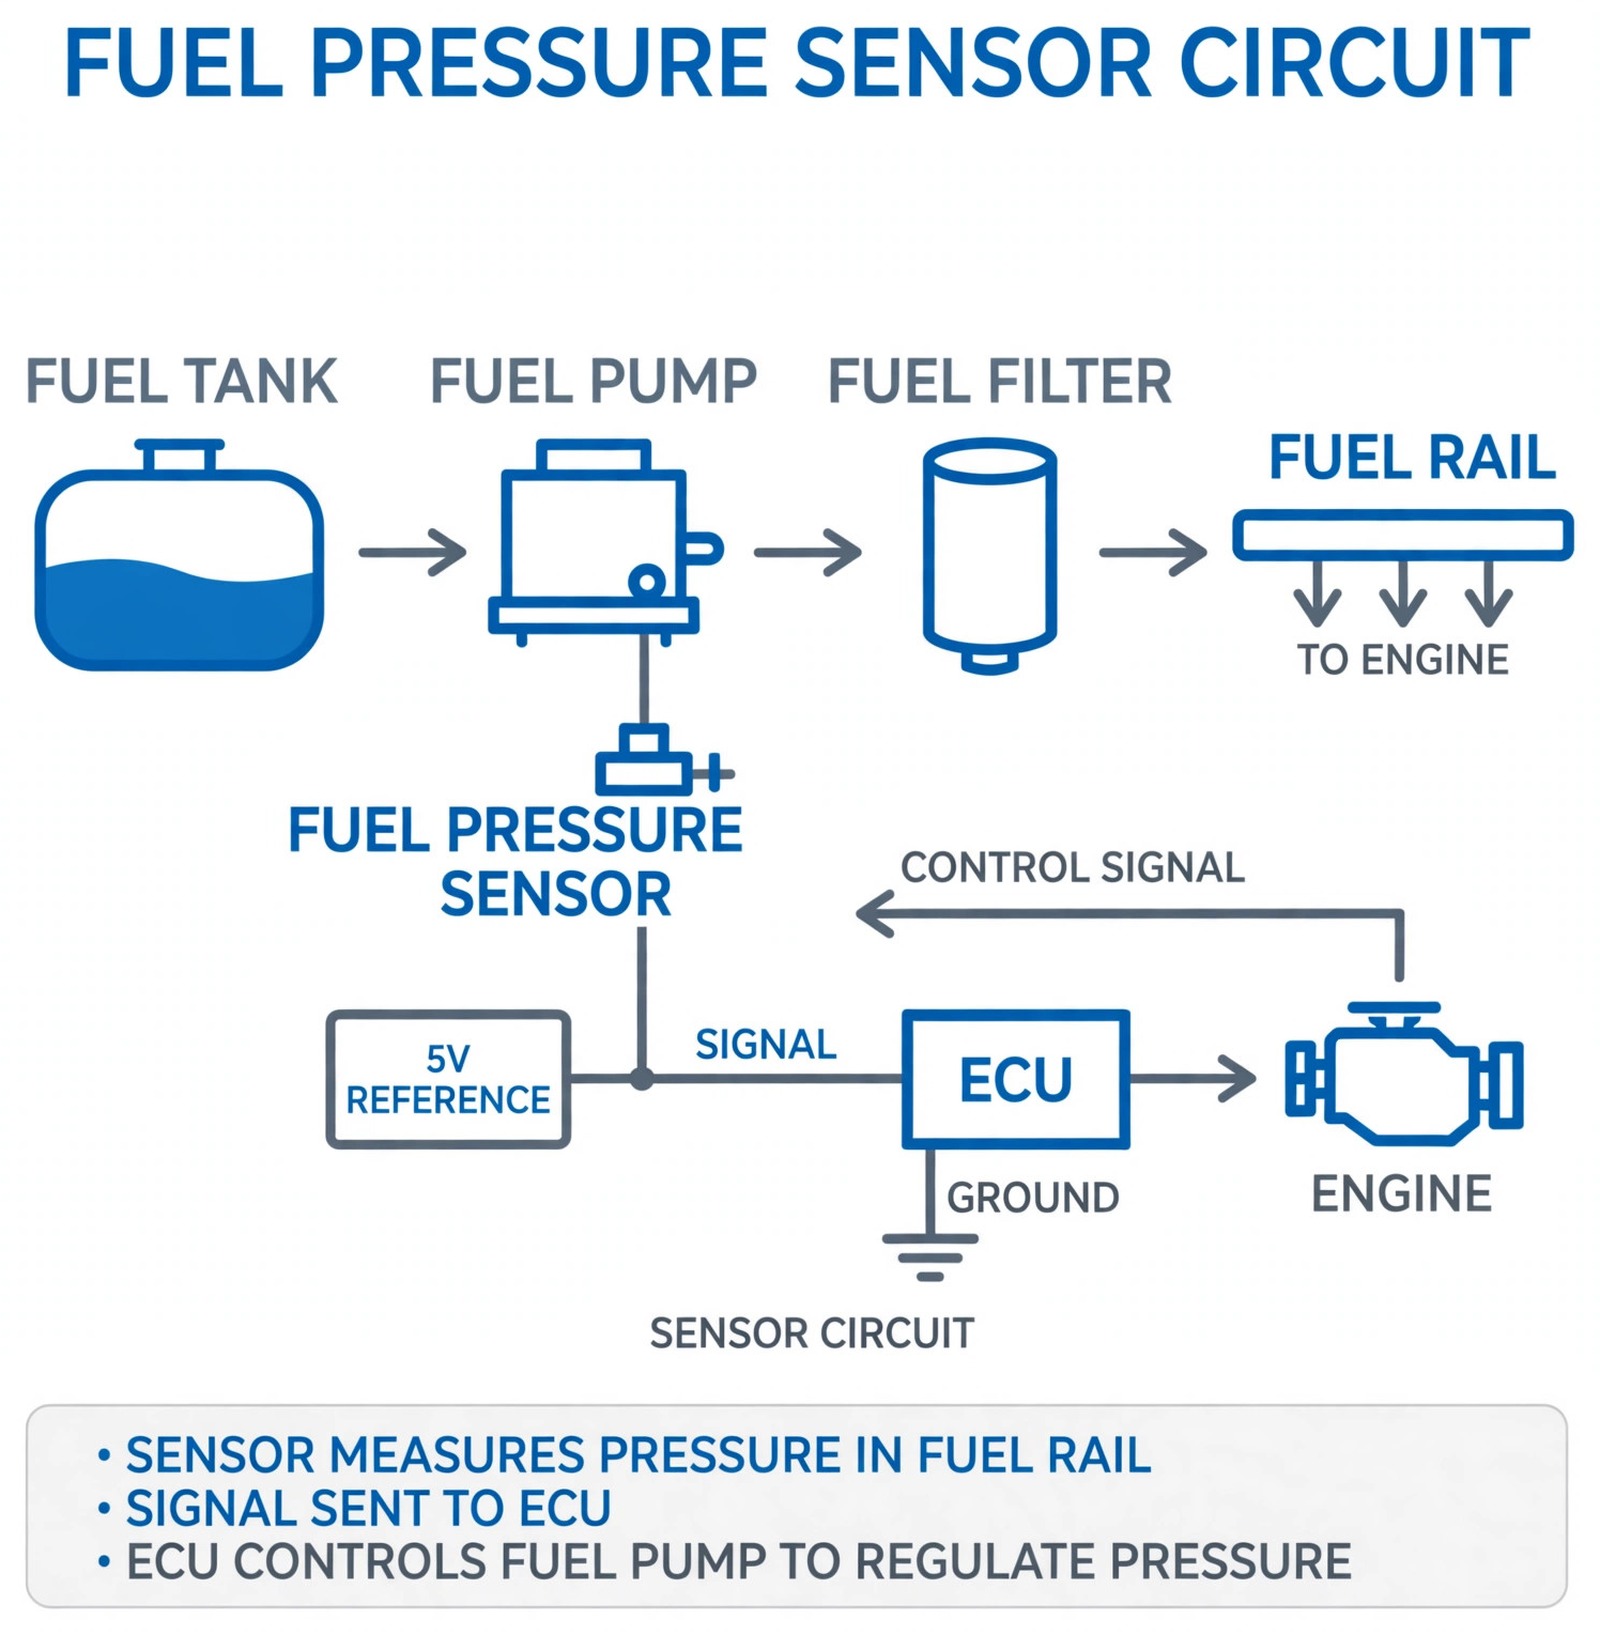 FUEL PRESSURE SENSOR CIRCUIT
FUEL TANK
FUEL PUMP
FUEL FILTER
FUEL RAIL
TO ENGINE
FUEL PRESSURE
SENSOR
CONTROL SIGNAL
5V
REFERENCE
SIGNAL
ECU
GROUND
ENGINE
SENSOR CIRCUIT
• SENSOR MEASURES PRESSURE IN FUEL RAIL
• SIGNAL SENT TO ECU
• ECU CONTROLS FUEL PUMP TO REGULATE PRESSURE